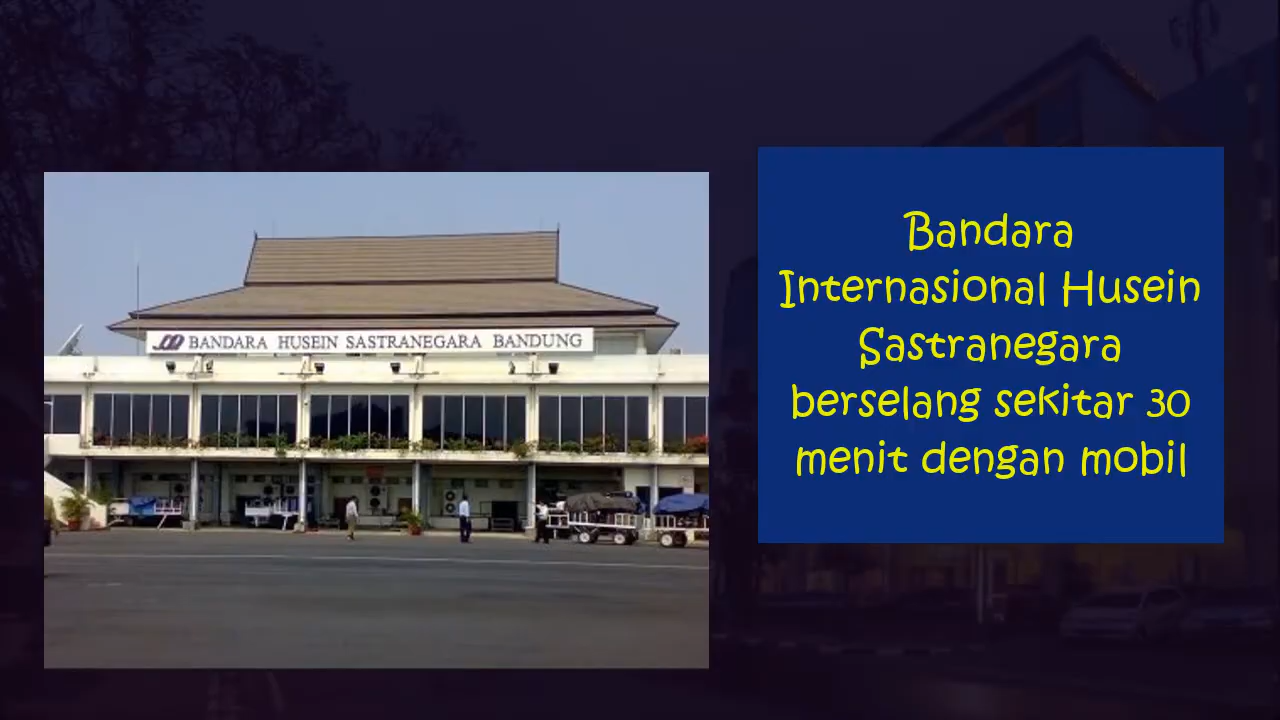 BANDARA HUSEIN SASTRANEGARA BANDUNG
Bandara
Internasional Husein
Sastranegara
berselang sekitar 30
menit dengan mobil